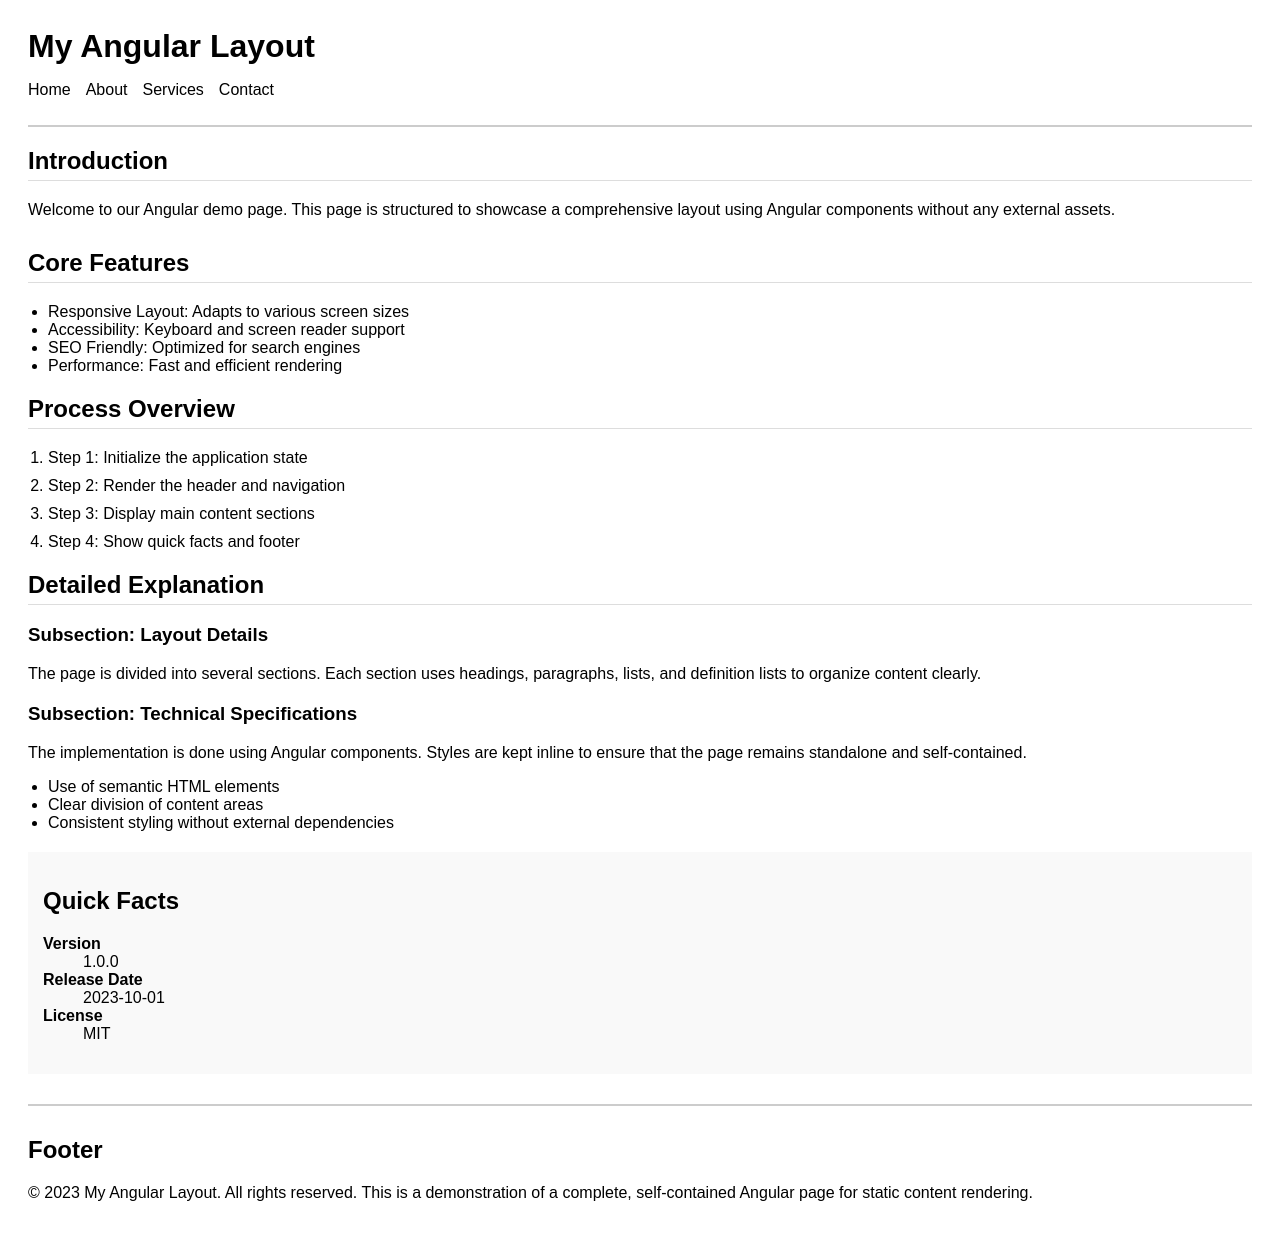 My Angular Layout
Home About Services Contact
Introduction
Welcome to our Angular demo page. This page is structured to showcase a comprehensive layout using Angular components without any external assets.
Core Features
• Responsive Layout: Adapts to various screen sizes
• Accessibility: Keyboard and screen reader support
• SEO Friendly: Optimized for search engines
• Performance: Fast and efficient rendering
Process Overview
1. Step 1: Initialize the application state
2. Step 2: Render the header and navigation
3. Step 3: Display main content sections
4. Step 4: Show quick facts and footer
Detailed Explanation
Subsection: Layout Details
The page is divided into several sections. Each section uses headings, paragraphs, lists, and definition lists to organize content clearly.
Subsection: Technical Specifications
The implementation is done using Angular components. Styles are kept inline to ensure that the page remains standalone and self-contained.
• Use of semantic HTML elements
• Clear division of content areas
• Consistent styling without external dependencies
Quick Facts
Version
1.0.0
Release Date
2023-10-01
License
MIT
Footer
© 2023 My Angular Layout. All rights reserved. This is a demonstration of a complete, self-contained Angular page for static content rendering.